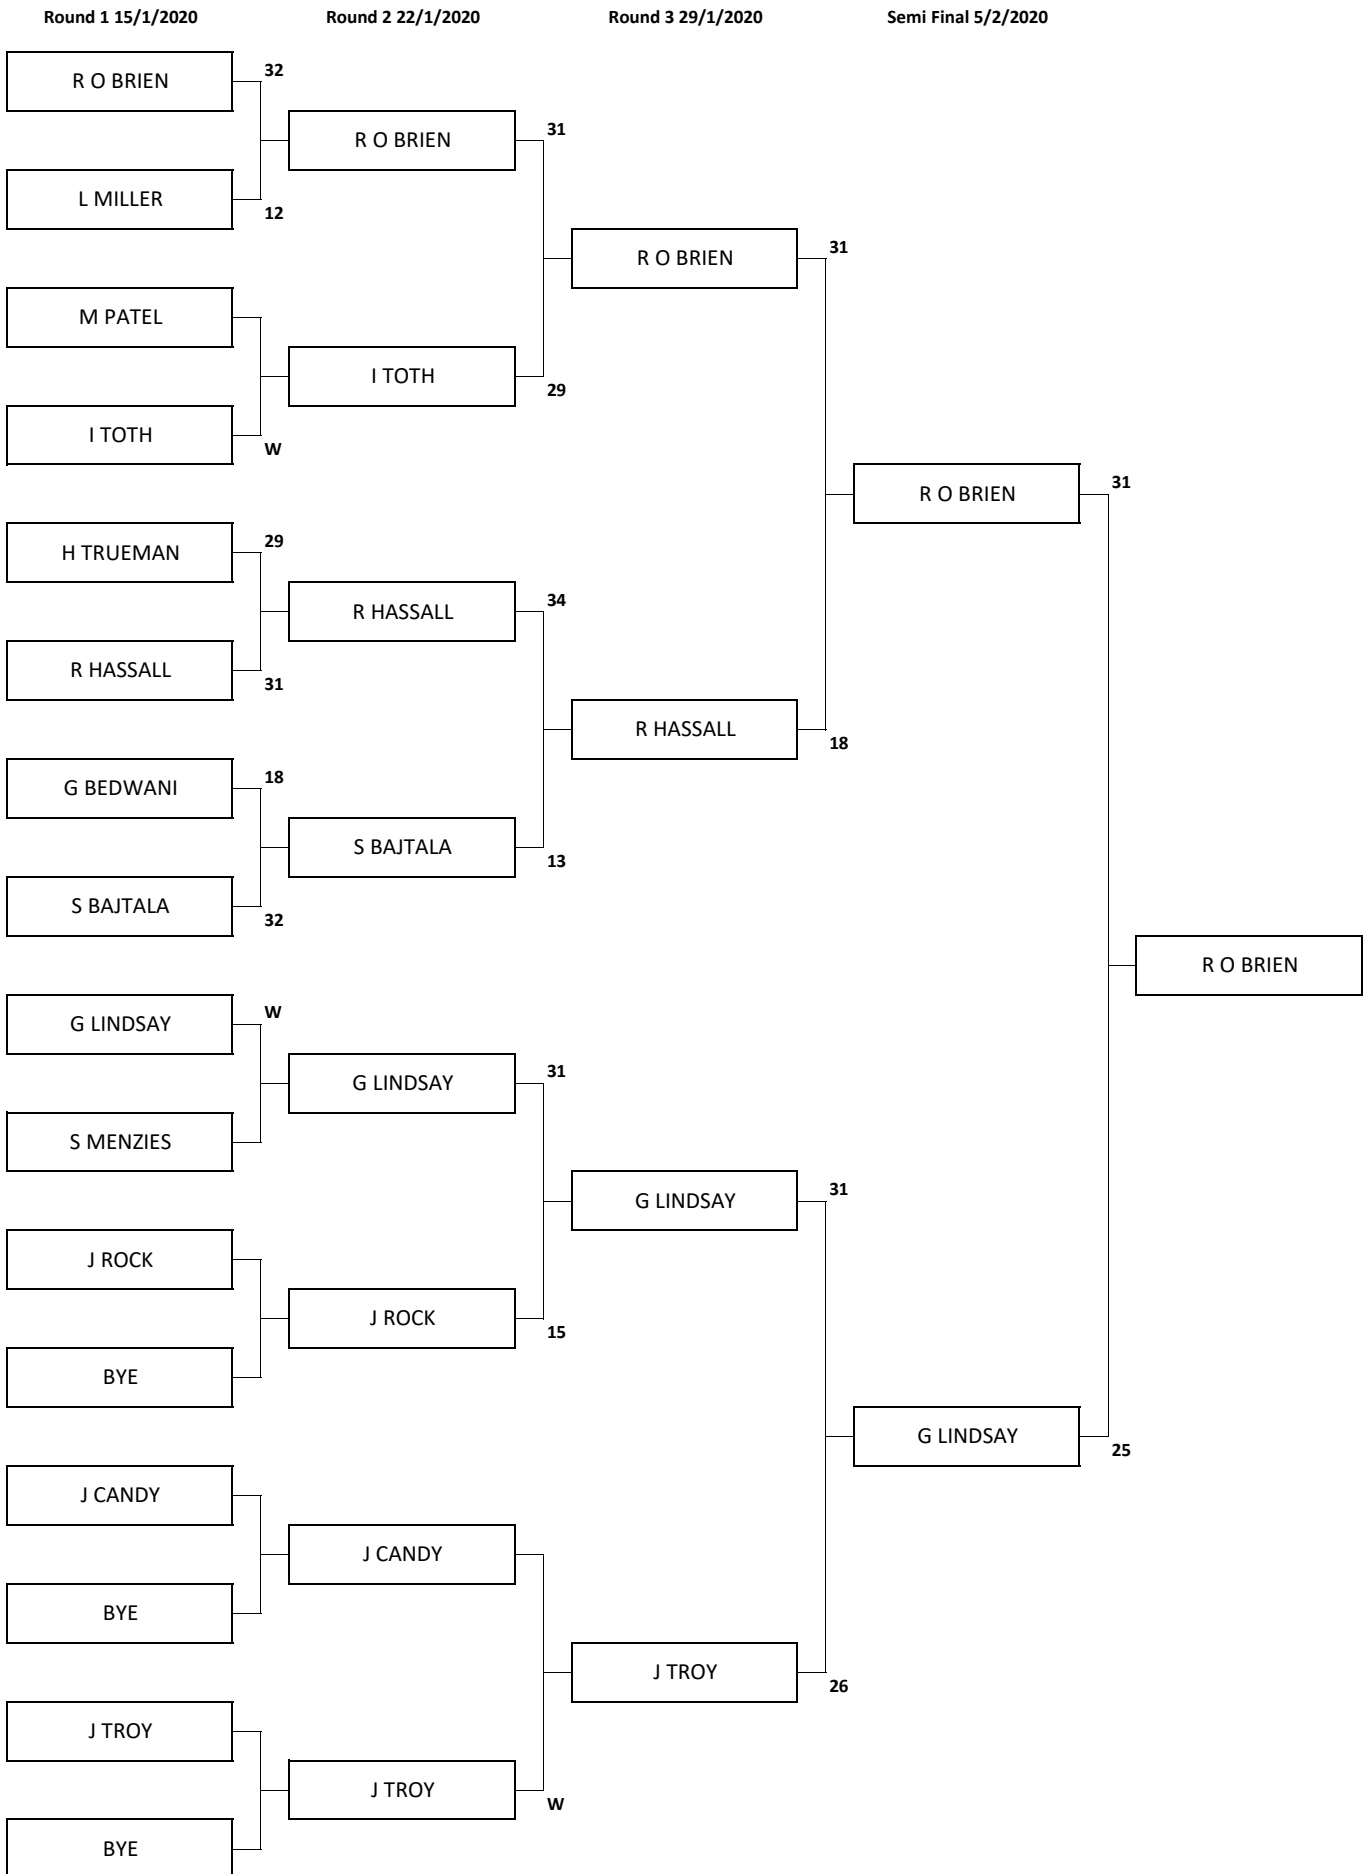 Round 1 15/1/2020 Round 2 22/1/2020 Round 3 29/1/2020 Semi Final 5/2/2020
32
R O BRIEN
31
R O BRIEN
L MILLER
12
31
R O BRIEN
M PATEL
I TOTH
29
I TOTH
W
31
R O BRIEN
29
H TRUEMAN
34
R HASSALL
R HASSALL
31
R HASSALL
18
18
G BEDWANI
S BAJTALA
13
S BAJTALA
32
R O BRIEN
W
G LINDSAY
31
G LINDSAY
S MENZIES
31
G LINDSAY
J ROCK
J ROCK
15
BYE
G LINDSAY
25
J CANDY
J CANDY
BYE
J TROY
26
J TROY
J TROY
W
BYE